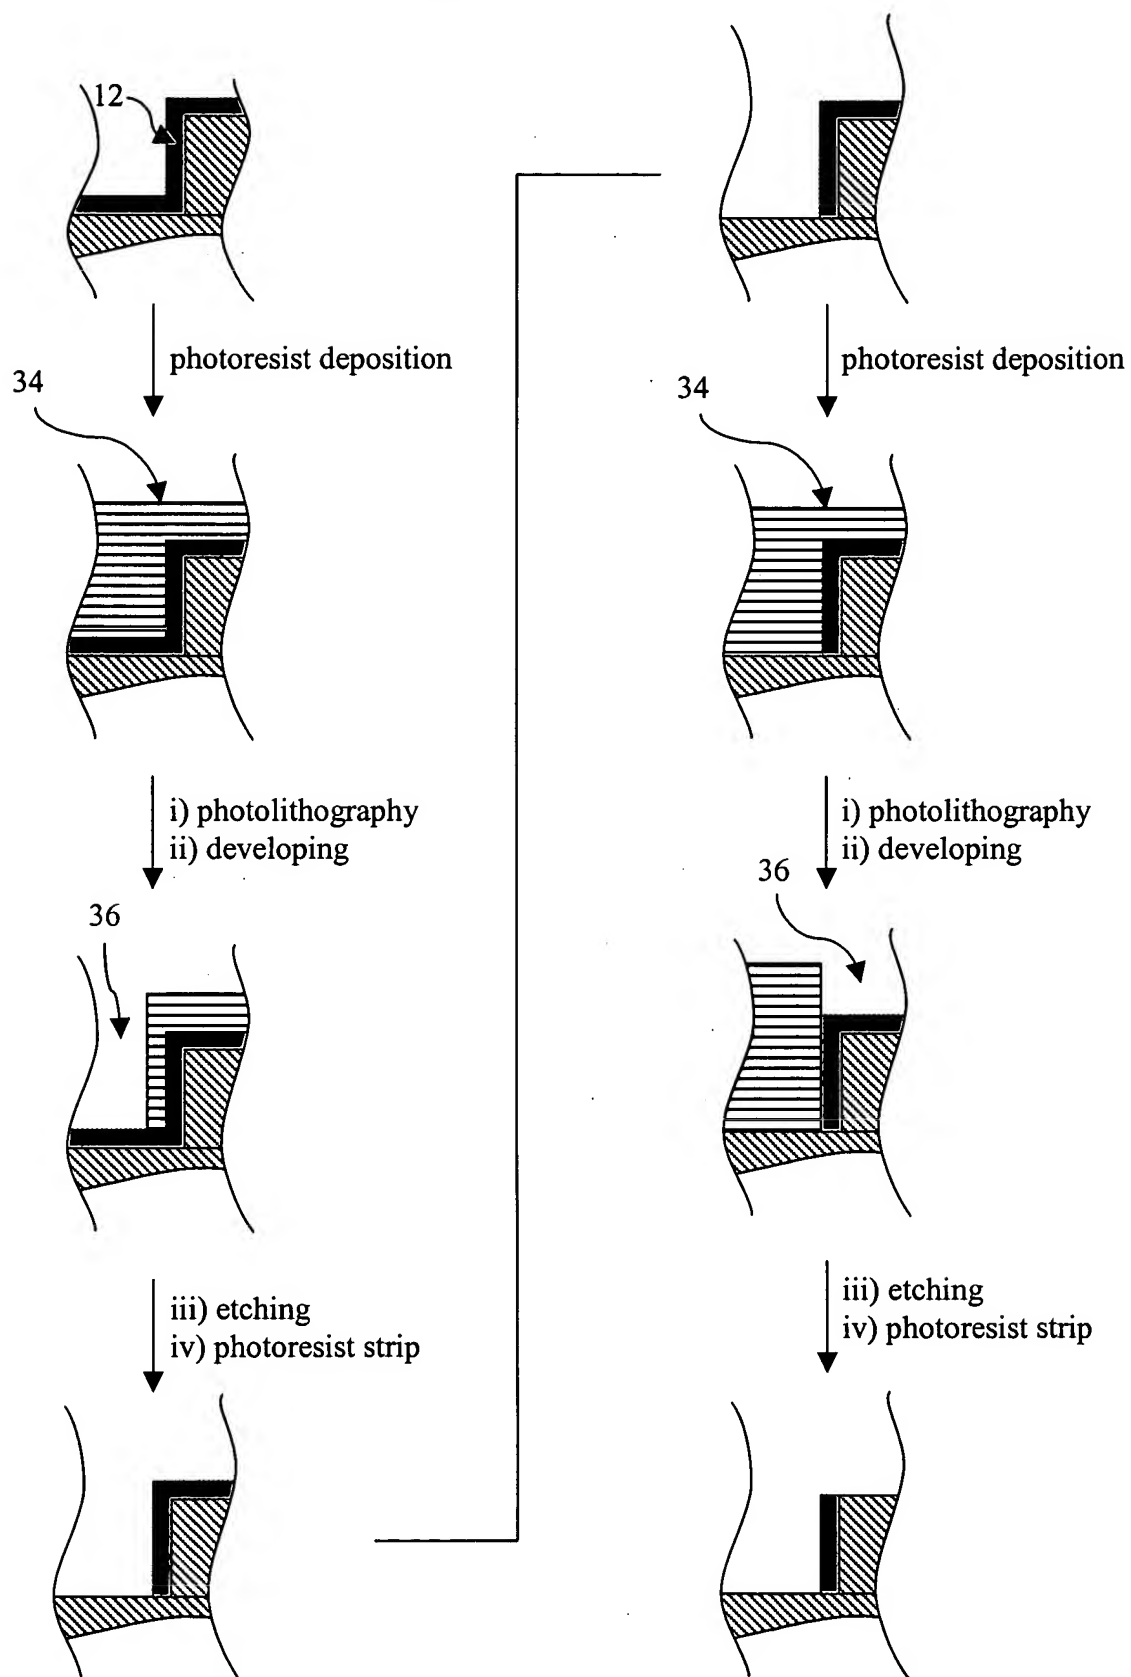 12
photoresist deposition
34
i) photolithography
ii) developing
36
iii) etching
iv) photoresist strip
photoresist deposition
34
i) photolithography
ii) developing
36
iii) etching
iv) photoresist strip